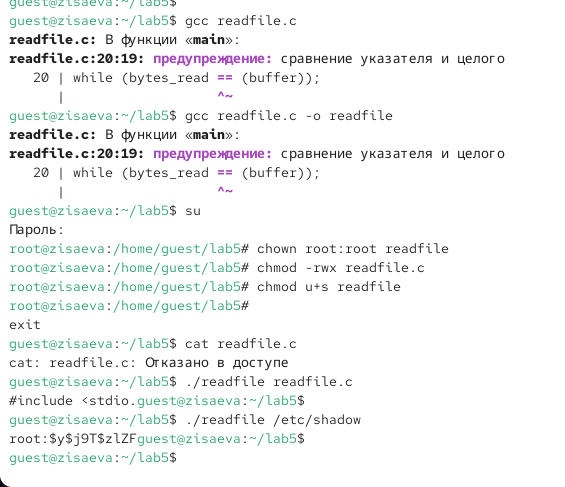 guest@zisaeva:~/lab5$
guest@zisaeva:~/lab5$ gcc readfile.c
readfile.c: В функции «main»:
readfile.c:20:19: предупреждение: сравнение указателя и целого
   20 | while (bytes_read == (buffer));
      |                   ^~
guest@zisaeva:~/lab5$ gcc readfile.c -o readfile
readfile.c: В функции «main»:
readfile.c:20:19: предупреждение: сравнение указателя и целого
   20 | while (bytes_read == (buffer));
      |                   ^~
guest@zisaeva:~/lab5$ su
Пароль:
root@zisaeva:/home/guest/lab5# chown root:root readfile
root@zisaeva:/home/guest/lab5# chmod -rwx readfile.c
root@zisaeva:/home/guest/lab5# chmod u+s readfile
root@zisaeva:/home/guest/lab5#
exit
guest@zisaeva:~/lab5$ cat readfile.c
cat: readfile.c: Отказано в доступе
guest@zisaeva:~/lab5$ ./readfile readfile.c
#include <stdio.guest@zisaeva:~/lab5$
guest@zisaeva:~/lab5$ ./readfile /etc/shadow
root:$y$j9T$zlZFguest@zisaeva:~/lab5$
guest@zisaeva:~/lab5$